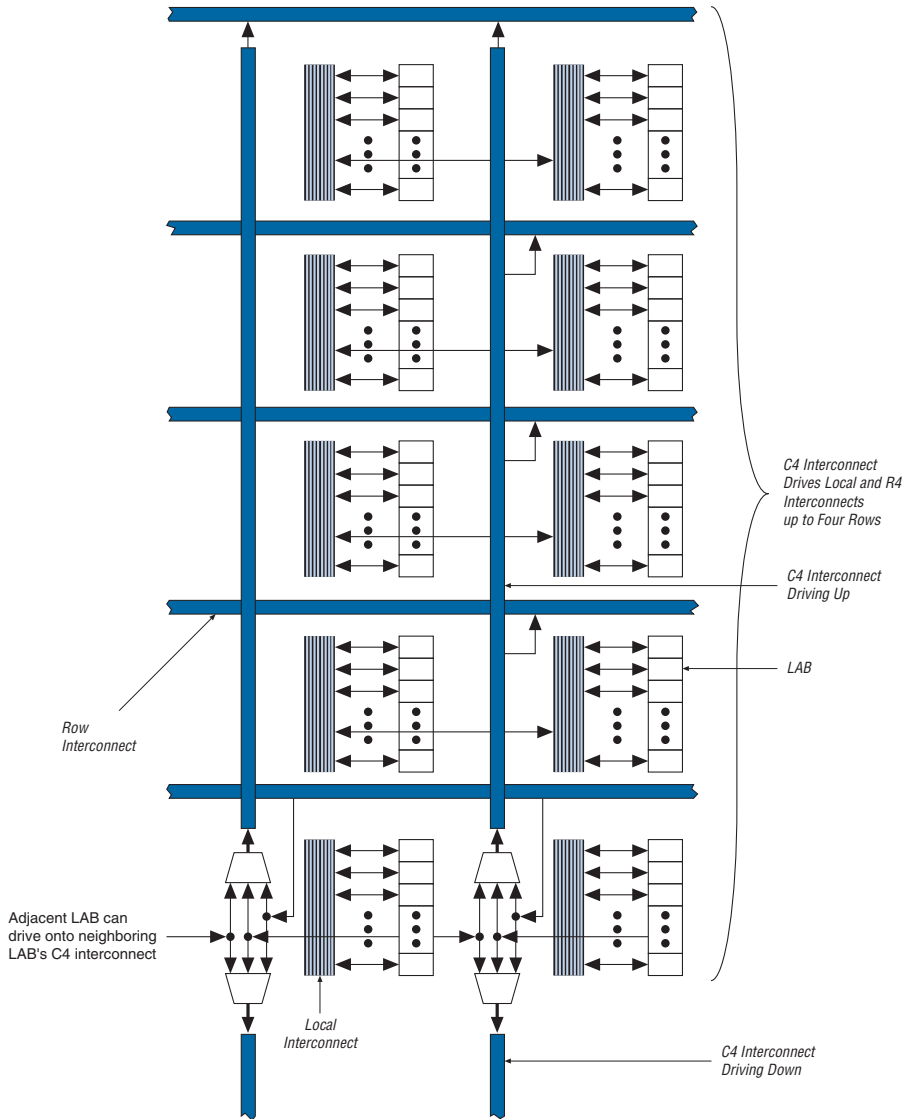 C4 Interconnect
Drives Local and R4
Interconnects
up to Four Rows
C4 Interconnect
Driving Up
LAB
Row
Interconnect
Adjacent LAB can
drive onto neighboring
LAB's C4 interconnect
Local
Interconnect
C4 Interconnect
Driving Down